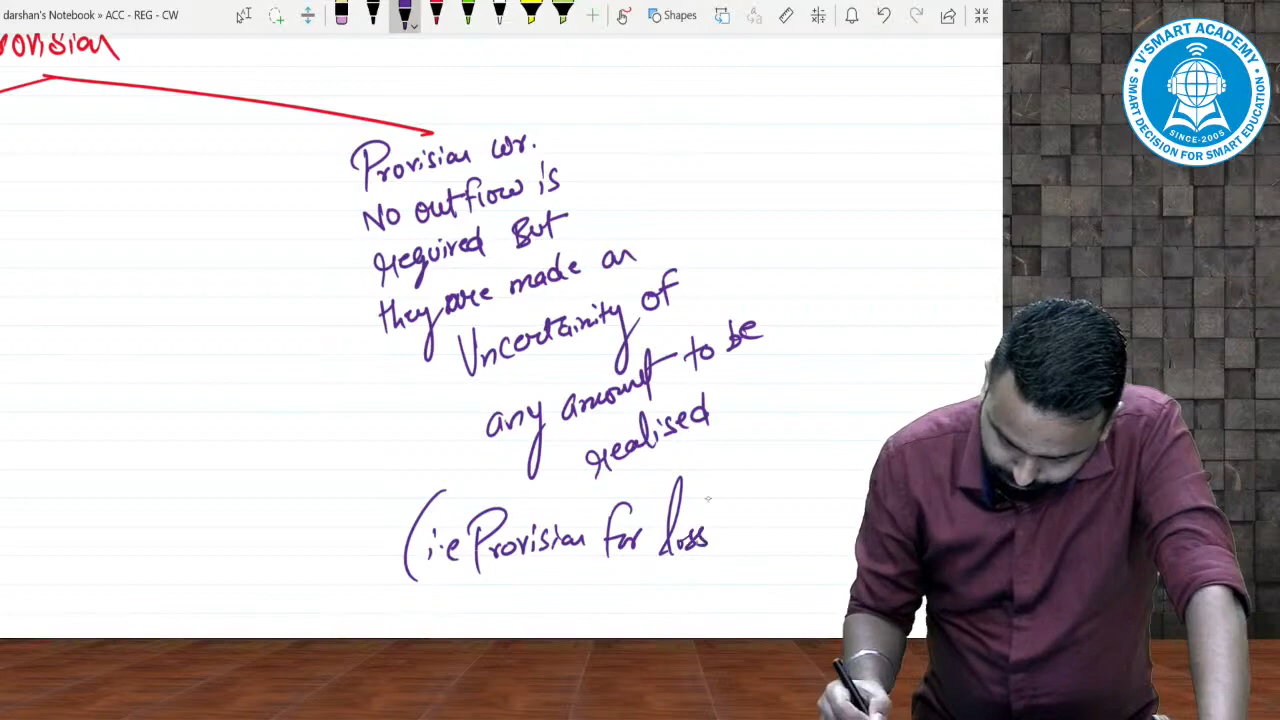 darshan's Notebook » ACC - REG - CW
Shapes
rovision
Provision wr.
No outflow is
required But
they are made on
Uncertainity of
any amount to be
realised
(i.e Provision for loss
V'SMART ACADEMY
SINCE-2005
SMART DECISION FOR SMART EDUCATION